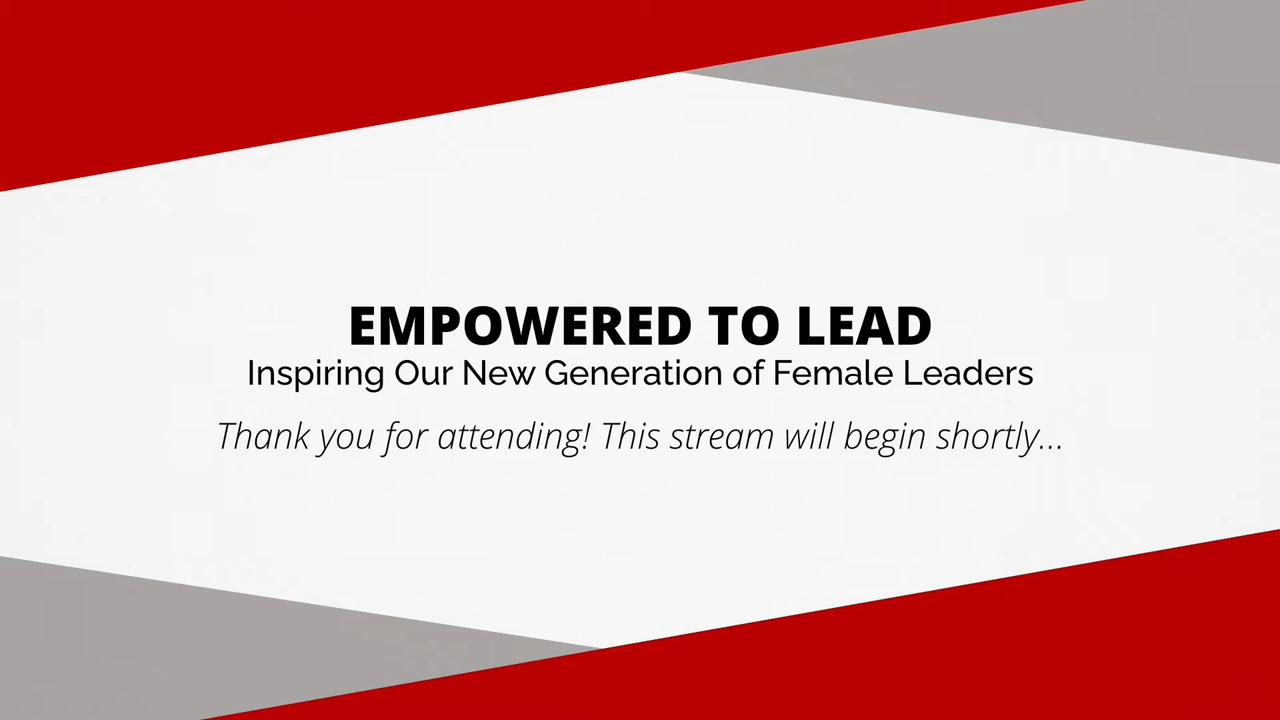 EMPOWERED TO LEAD
Inspiring Our New Generation of Female Leaders
Thank you for attending! This stream will begin shortly...